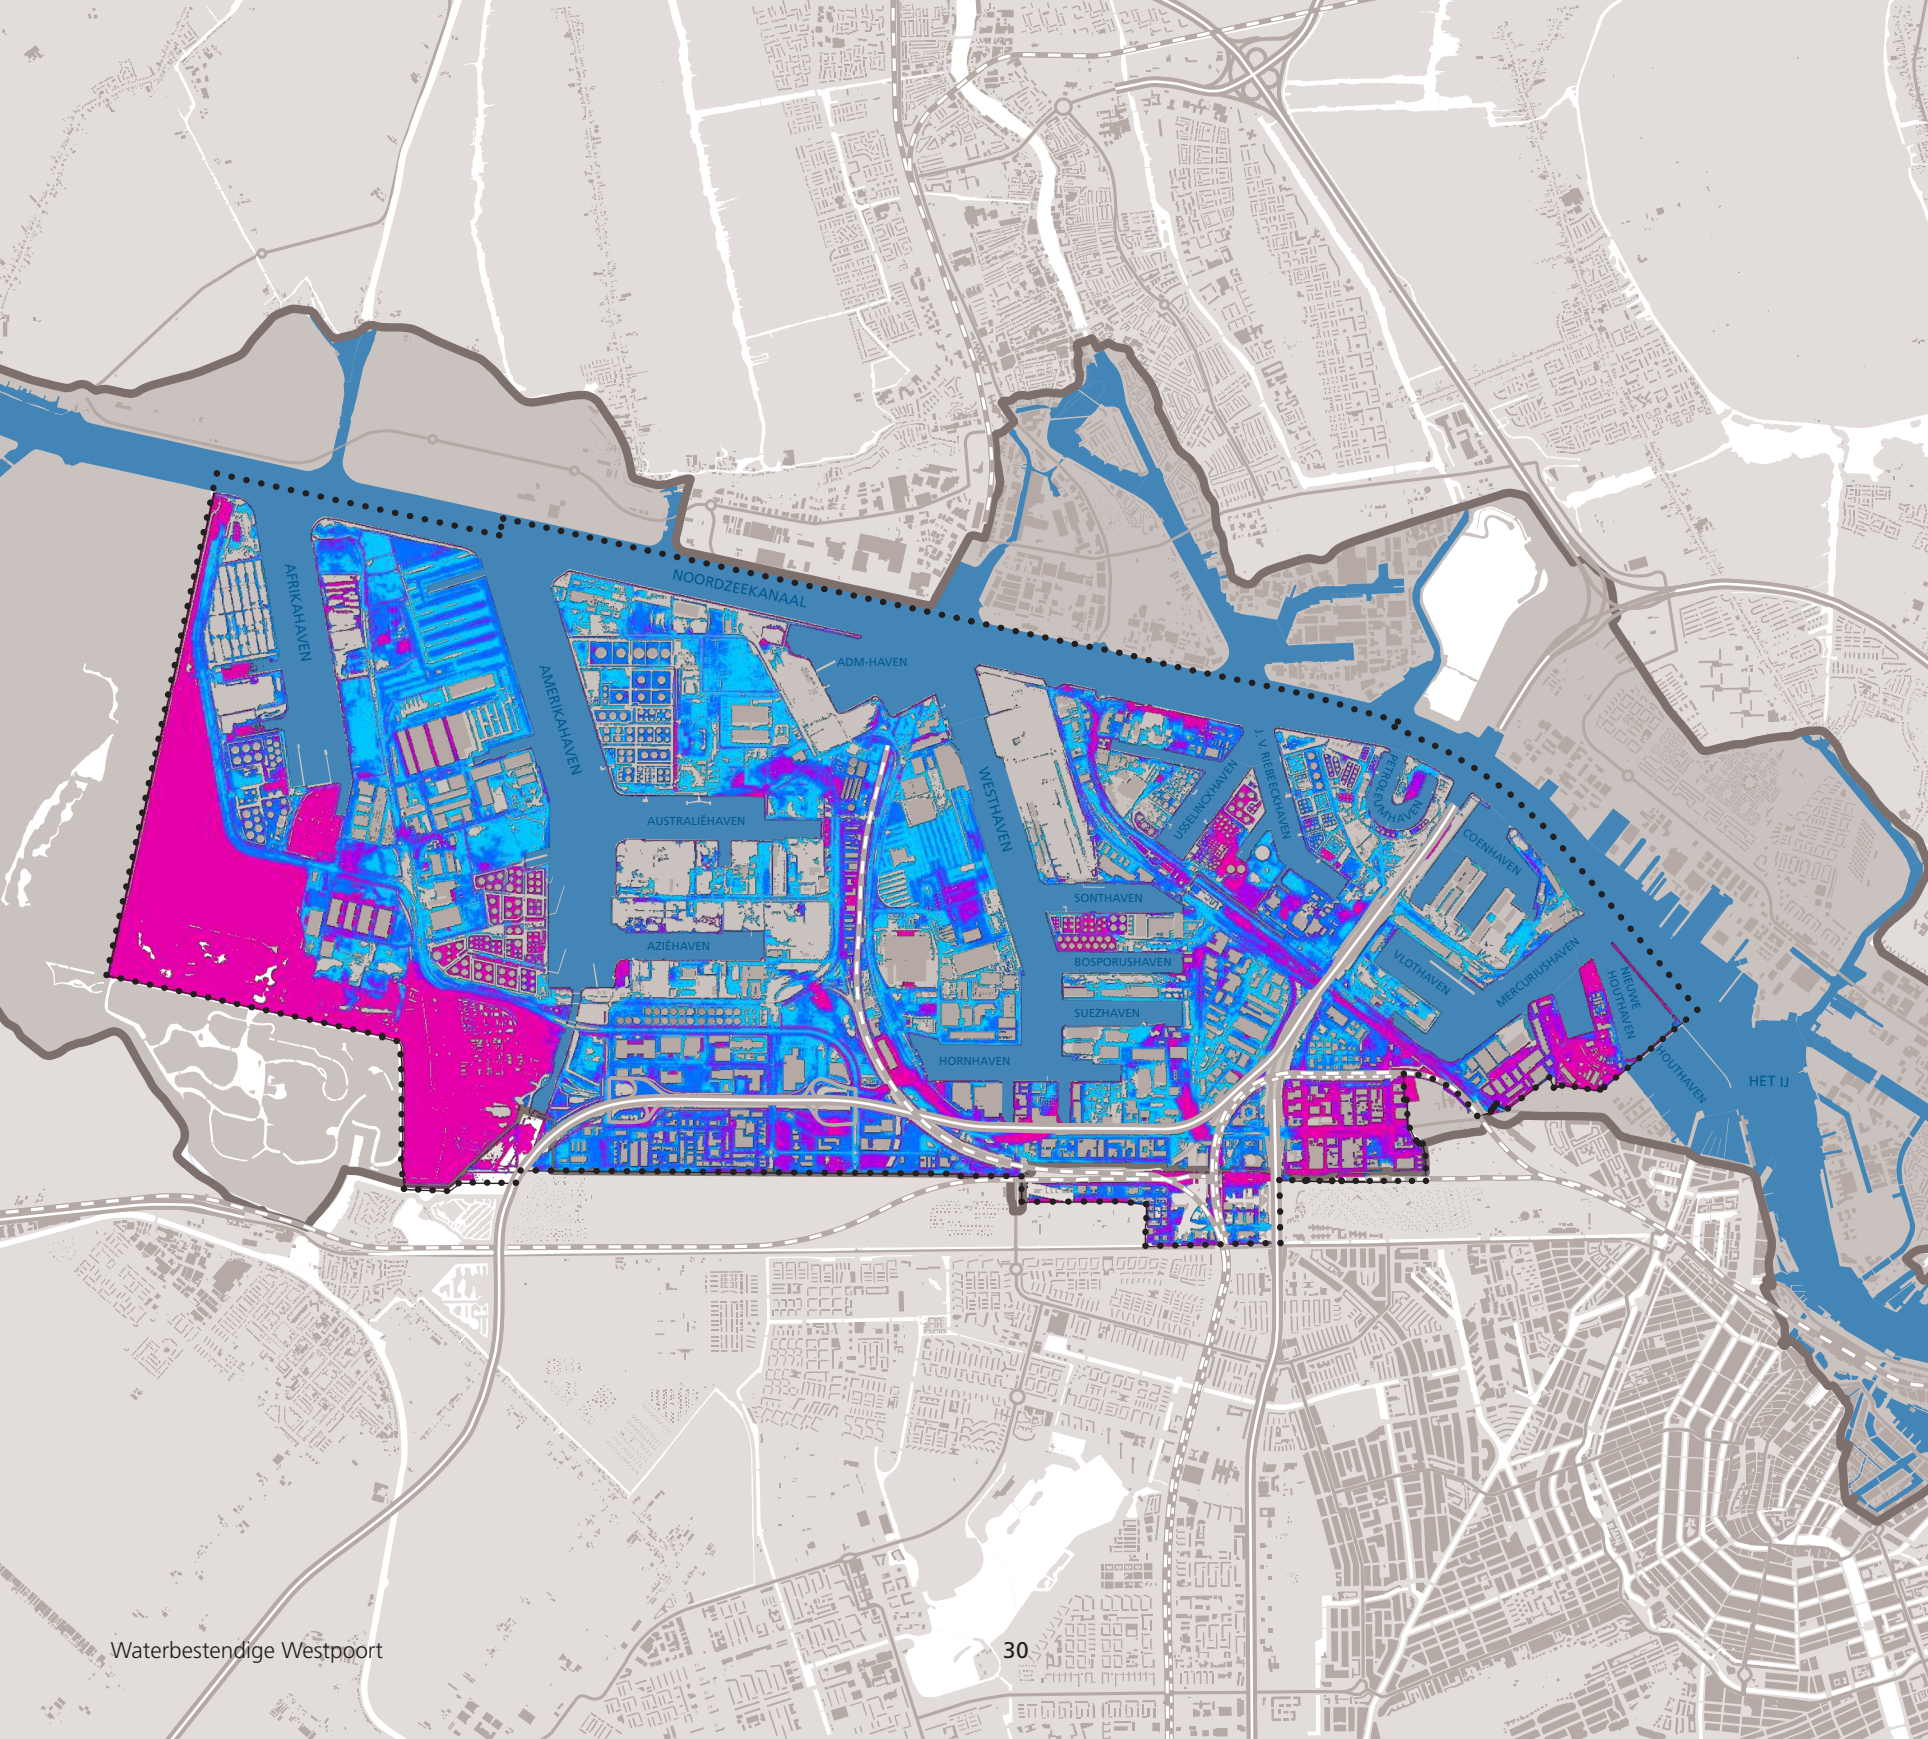 NOORDZEEKANAAL
AFRIKAHAVEN
AMERIKAHAVEN
ADM-HAVEN
AUSTRALIËHAVEN
AZIËHAVEN
WESTHAVEN
USSELINCKHAVEN
J. V. RIEBEECKHAVEN
PETROLEUMHAVEN
COENHAVEN
SONTHAVEN
BOSPORUSHAVEN
SUEZHAVEN
HORNHAVEN
VLOTHAVEN
MERCURIUSHAVEN
NIEUWE
HOUTHAVEN
HOUTHAVEN
HET IJ
Waterbestendige Westpoort
30